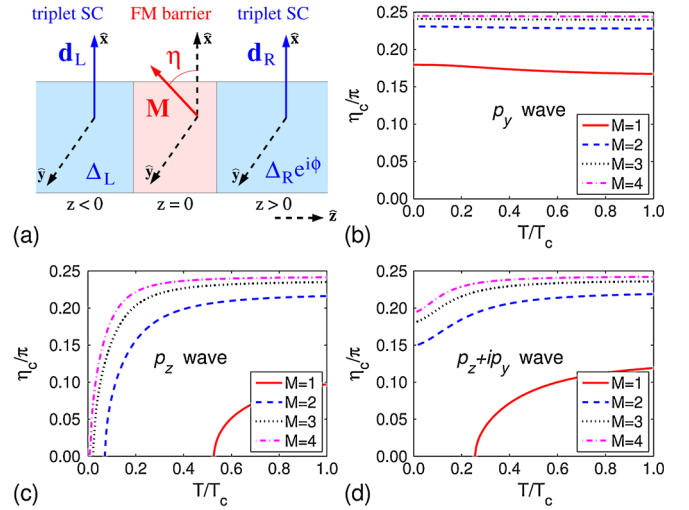 triplet SC FM barrier triplet SC
x̂ x̂ x̂
d_L η d_R
M
ŷ ŷ ŷ
Δ_L Δ_R e^{iϕ}
z < 0 z = 0 z > 0
ẑ
(a)
0.25
0.20
0.15
0.10
0.05
0.00
η_c/π
p_y wave
M=1
M=2
M=3
M=4
0.0 0.2 0.4 0.6 0.8 1.0
T/T_c
(b)
0.25
0.20
0.15
0.10
0.05
0.00
η_c/π
p_z wave
M=1
M=2
M=3
M=4
0.0 0.2 0.4 0.6 0.8 1.0
T/T_c
(c)
0.25
0.20
0.15
0.10
0.05
0.00
η_c/π
p_z+ip_y wave
M=1
M=2
M=3
M=4
0.0 0.2 0.4 0.6 0.8 1.0
T/T_c
(d)